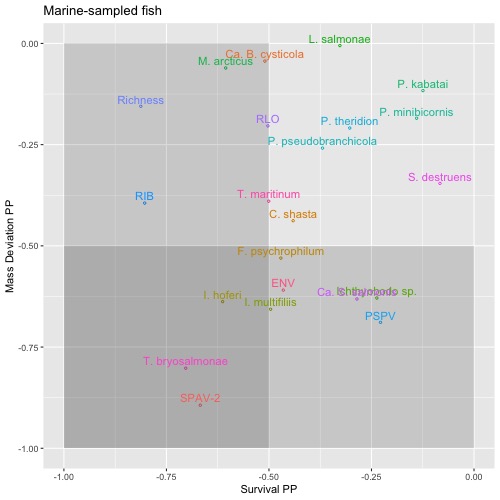 Marine-sampled fish
L. salmonae
Ca. B. cysticola
M. arcticus
P. kabatai
Richness
P. minibicornis
RLO
P. theridion
P. pseudobranchicola
S. destruens
RIB
T. maritinum
C. shasta
F. psychrophilum
ENV
I. hoferi
I. multifiliis
Ca.
sp.
PSPV
T. bryosalmonae
SPAV-2
0.00
-0.25
-0.50
-0.75
-1.00
Mass Deviation PP
-1.00 -0.75 -0.50 -0.25 0.00
Survival PP